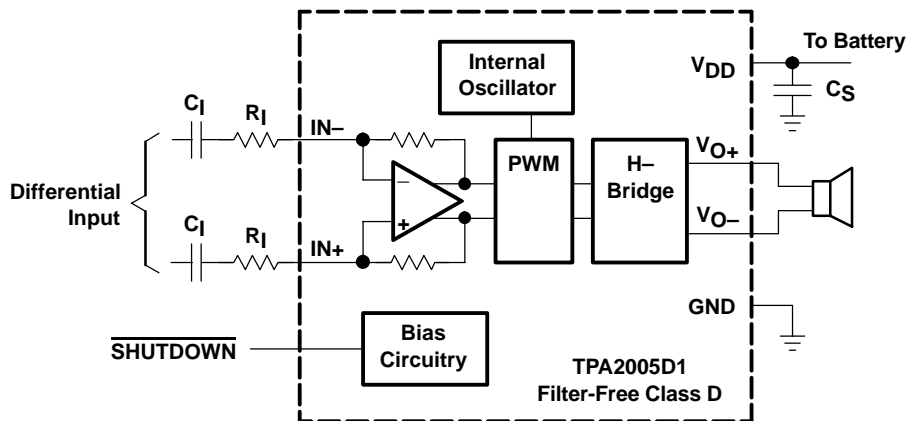 Internal
Oscillator
To Battery
VDD
CS
CI
RI
IN–
PWM
H–
Bridge
VO+
Differential
Input
–
+
CI
RI
IN+
VO–
GND
SHUTDOWN
Bias
Circuitry
TPA2005D1
Filter-Free Class D